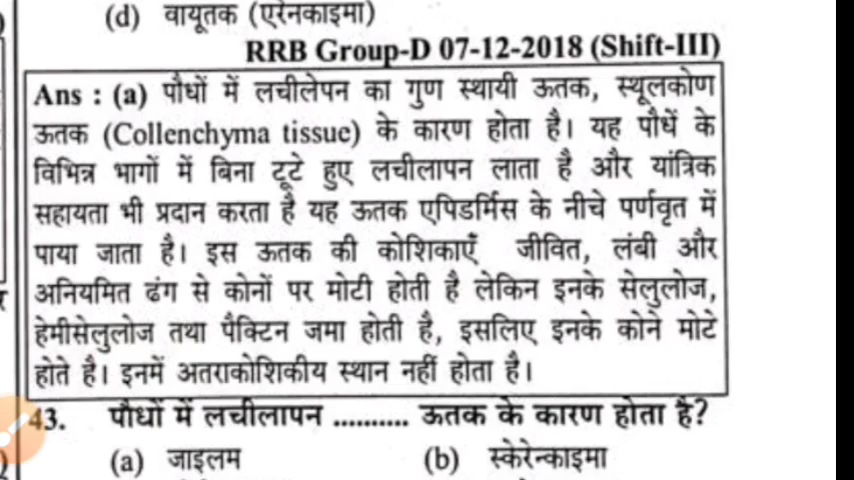 (d) वायूतक (एरेनकाइमा)
RRB Group-D 07-12-2018 (Shift-III)
Ans : (a) पौधों में लचीलेपन का गुण स्थायी ऊतक, स्थूलकोण
ऊतक (Collenchyma tissue) के कारण होता है। यह पौधें के
विभिन्न भागों में बिना टूटे हुए लचीलापन लाता है और यांत्रिक
सहायता भी प्रदान करता है यह ऊतक एपिडर्मिस के नीचे पर्णवृत में
पाया जाता है। इस ऊतक की कोशिकाएँ जीवित, लंबी और
अनियमित ढंग से कोनों पर मोटी होती है लेकिन इनके सेलुलोज,
हेमीसेलुलोज तथा पैक्टिन जमा होती है, इसलिए इनके कोने मोटे
होते है। इनमें अतराकोशिकीय स्थान नहीं होता है।
43. पौधों में लचीलापन .......... ऊतक के कारण होता है?
(a) जाइलम (b) स्केरेन्काइमा